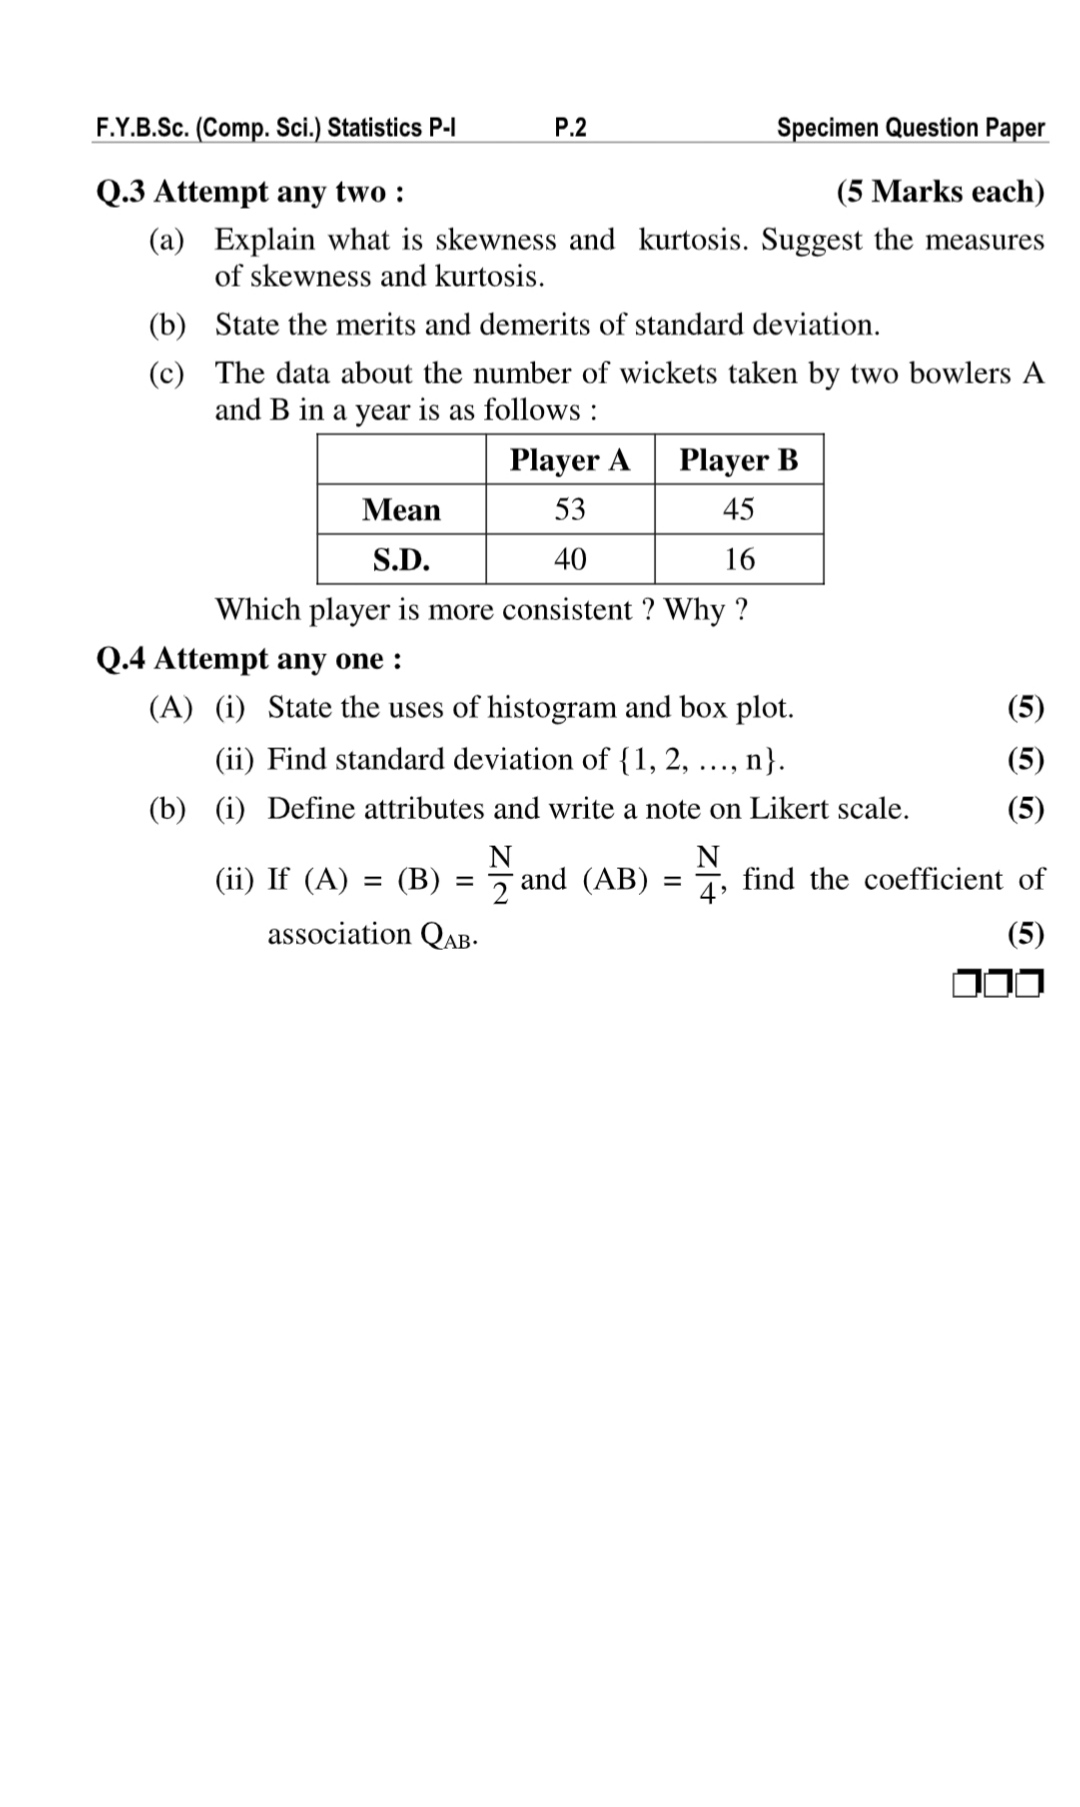 F.Y.B.Sc. (Comp. Sci.) Statistics P-I P.2 Specimen Question Paper
Q.3 Attempt any two : (5 Marks each)
(a) Explain what is skewness and kurtosis. Suggest the measures
of skewness and kurtosis.
(b) State the merits and demerits of standard deviation.
(c) The data about the number of wickets taken by two bowlers A
and B in a year is as follows :
Player A Player B
Mean 53 45
S.D. 40 16
Which player is more consistent ? Why ?
Q.4 Attempt any one :
(A) (i) State the uses of histogram and box plot. (5)
(ii) Find standard deviation of {1, 2, …, n}. (5)
(b) (i) Define attributes and write a note on Likert scale. (5)
(ii) If (A) = (B) = N/2 and (AB) = N/4, find the coefficient of
association Q_AB. (5)